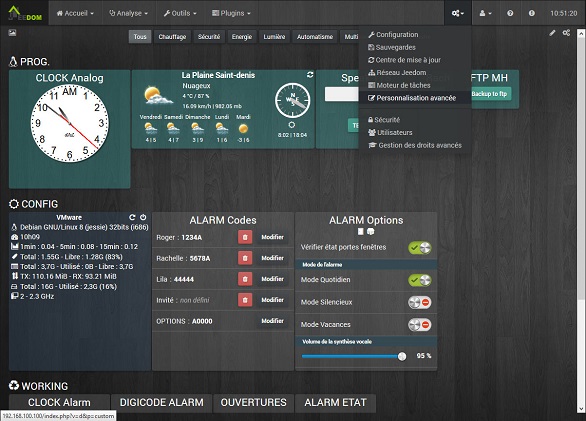 JEEDOM
Accueil
Analyse
Outils
Plugins
10:51:20
Tous
Chauffage
Sécurité
Energie
Lumière
Automatisme
Multi
Configuration
Sauvegardes
Centre de mise à jour
Réseau Jeedom
Moteur de tâches
Personnalisation avancée
Sécurité
Utilisateurs
Gestion des droits avancés
PROG.
CLOCK Analog
La Plaine Saint-denis
Nuageux
4 °C / 87 %
16.09 km/h | 982.05 mb
Vendredi Samedi Dimanche Lundi Mardi
4 | 5
4 | 7
3 | 6
1 | 6
-3 | 4
8:02 | 18:04
FTP MH
Backup to ftp
CONFIG
VMware
Debian GNU/Linux 8 (jessie) 32bits (i686)
10h09
1min : 0.04 - 5min : 0.08 - 15min : 0.12
Total : 1.55G - Libre : 1.28G (83%)
Total : 3,7G - Utilisé : 0B - Libre : 3,7G
TX: 110.16 MiB - RX: 93.21 MiB
Total : 16G - Utilisé : 2,3G (16%)
2 - 2.3 GHz
ALARM Codes
Roger : 1234A Modifier
Rachelle : 5678A Modifier
Lila : 44444 Modifier
Invité : non défini Modifier
OPTIONS : A0000 Modifier
ALARM Options
Vérifier état portes fenêtres
Mode de l'alarme
Mode Quotidien
Mode Silencieux
Mode Vacances
Volume de la synthèse vocale
95 %
WORKING
CLOCK Alarm
DIGICODE ALARM
OUVERTURES
ALARM ETAT
192.168.100.100/index.php?v=d&p=custom